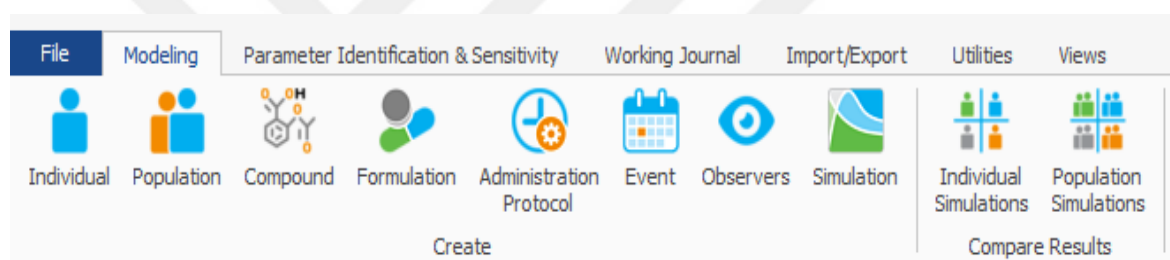 File Modeling Parameter Identification & Sensitivity Working Journal Import/Export Utilities Views
Individual Population Compound Formulation Administration Protocol Event Observers Simulation Individual Simulations Population Simulations
Create Compare Results